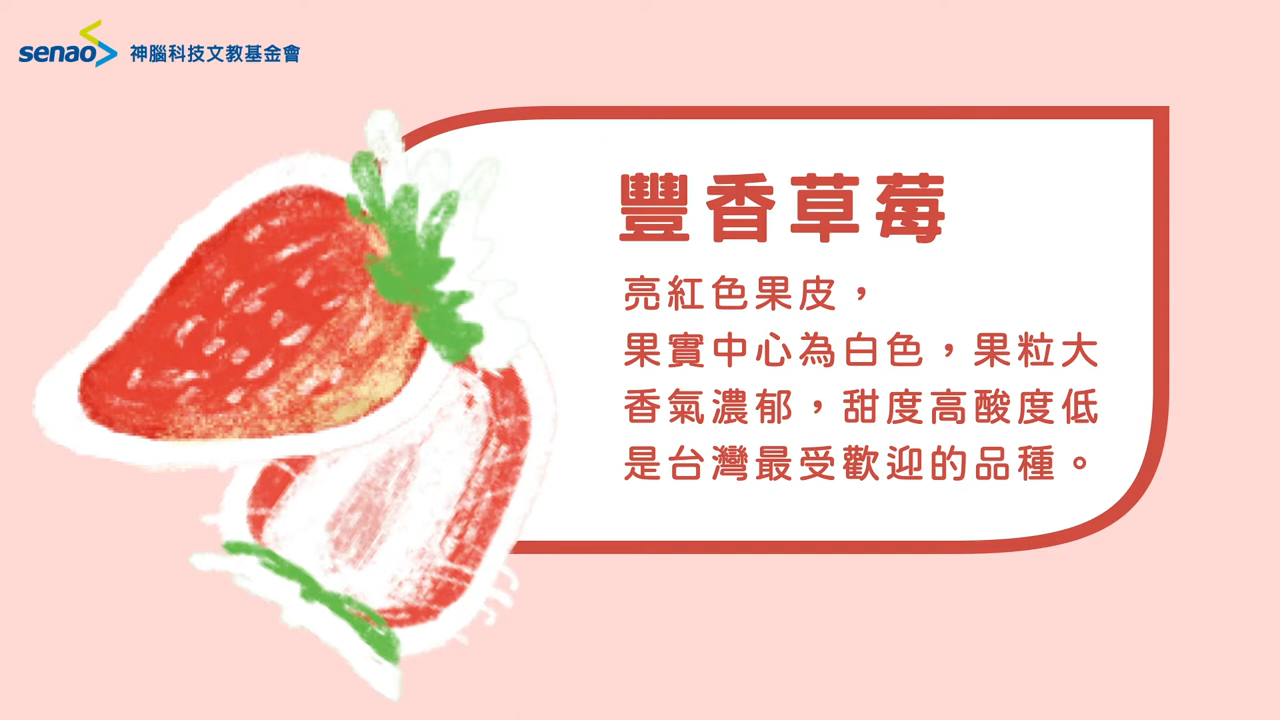 senao 神腦科技文教基金會
豐香草莓
亮紅色果皮，
果實中心為白色，果粒大
香氣濃郁，甜度高酸度低
是台灣最受歡迎的品種。